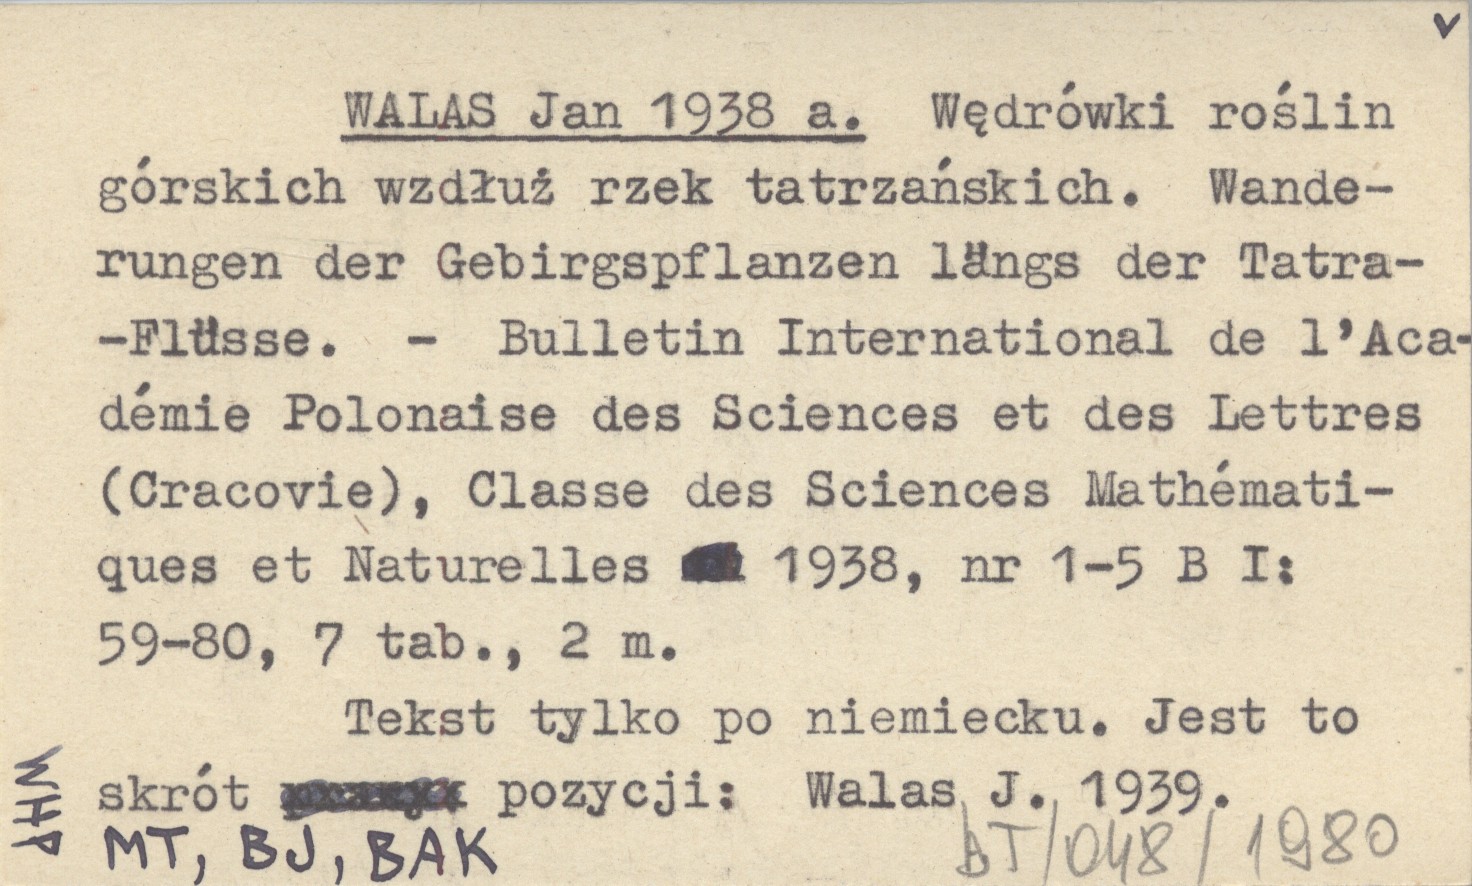 v
WALAS Jan 1938 a. Wędrówki roślin
górskich wzdłuż rzek tatrzańskich. Wande-
rungen der Gebirgspflanzen längs der Tatra-
-Flüsse. - Bulletin International de l'Aca-
démie Polonaise des Sciences et des Lettres
(Cracovie), Classe des Sciences Mathémati-
ques et Naturelles 1938, nr 1-5 B I:
59-80, 7 tab., 2 m.
Tekst tylko po niemiecku. Jest to
skrót pozycji: Walas J. 1939.
WHP
MT, BJ, BAK
BT/048/1980